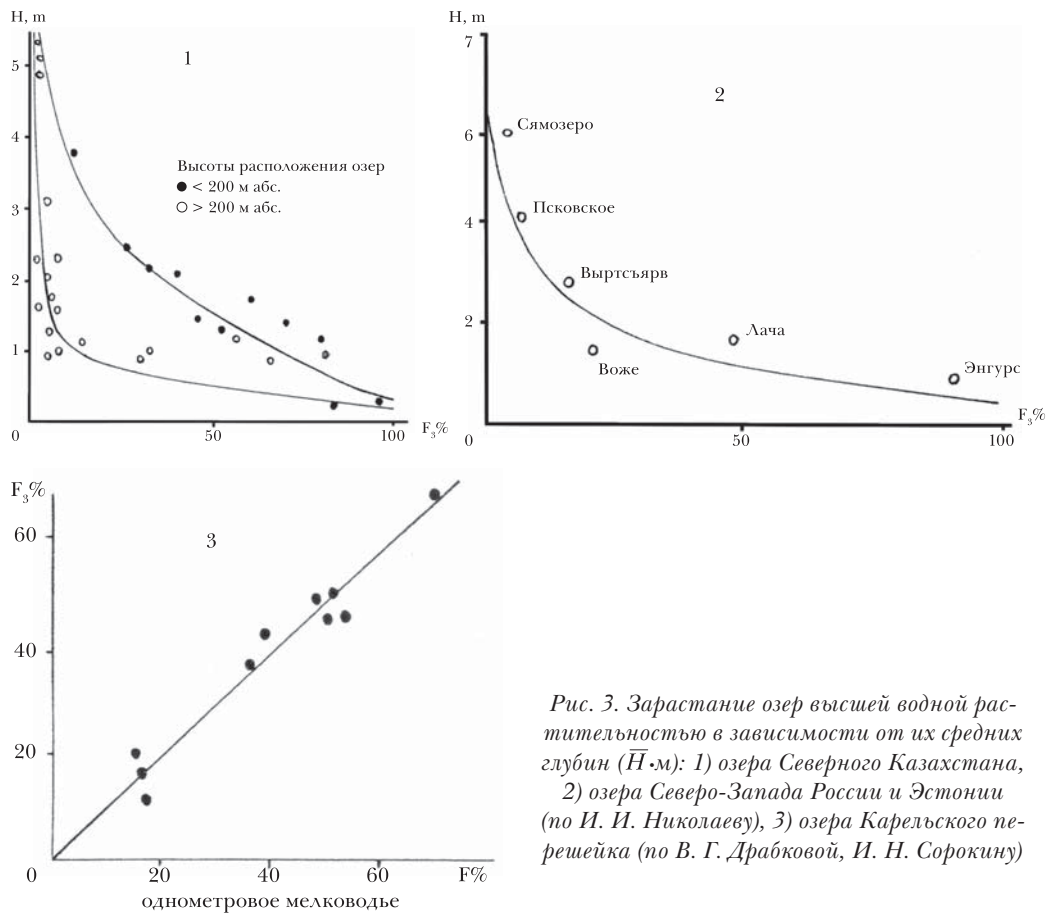 H, m
5
4
3
2
1
0
50
100
F₃%
1
Высоты расположения озер
< 200 м абс.
> 200 м абс.
H, m
7
6
4
2
0
50
100
F₃%
2
Сямозеро
Псковское
Выртсъярв
Воже
Лача
Энгурс
F₃%
60
40
20
0
20
40
60
F%
3
однометровое мелководье
Рис. 3. Зарастание озер высшей водной рас-
тительностью в зависимости от их средних
глубин (H̅·м): 1) озера Северного Казахстана,
2) озера Северо-Запада России и Эстонии
(по И. И. Николаеву), 3) озера Карельского пе-
решейка (по В. Г. Драбковой, И. Н. Сорокину)